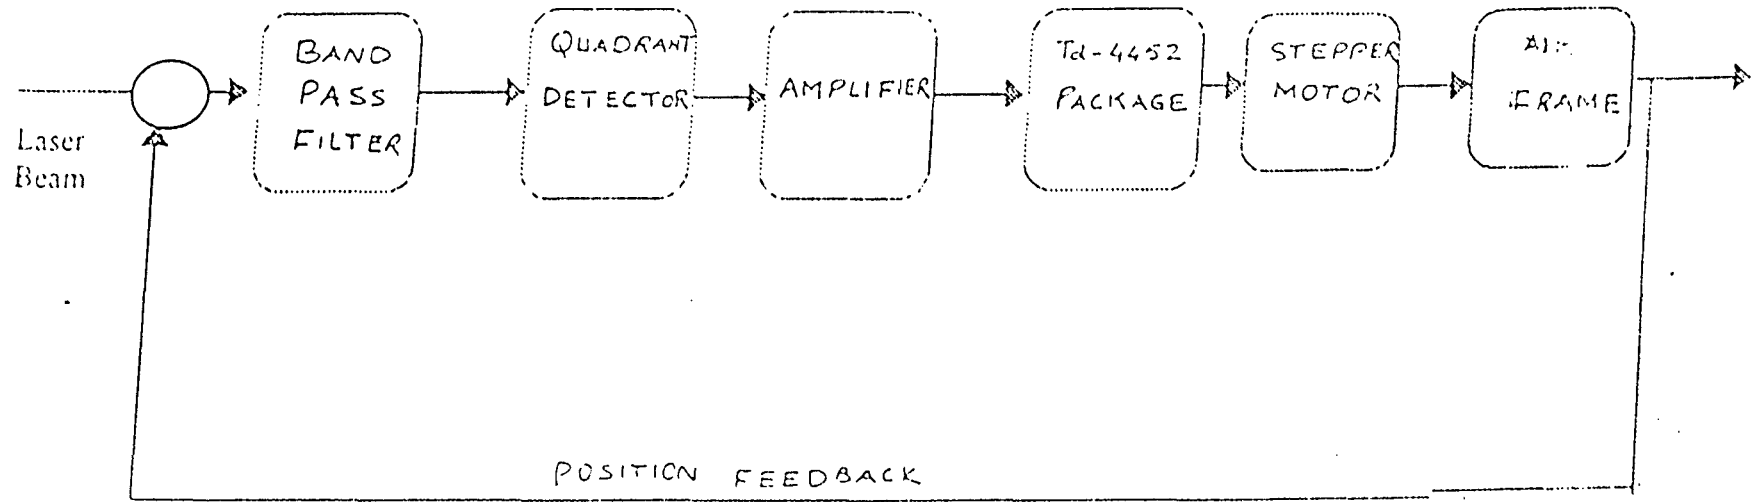 BAND
PASS
FILTER
QUADRANT
DETECTOR
AMPLIFIER
Td-4452
PACKAGE
STEPPER
MOTOR
FRAME
Laser
Beam
POSITION FEEDBACK